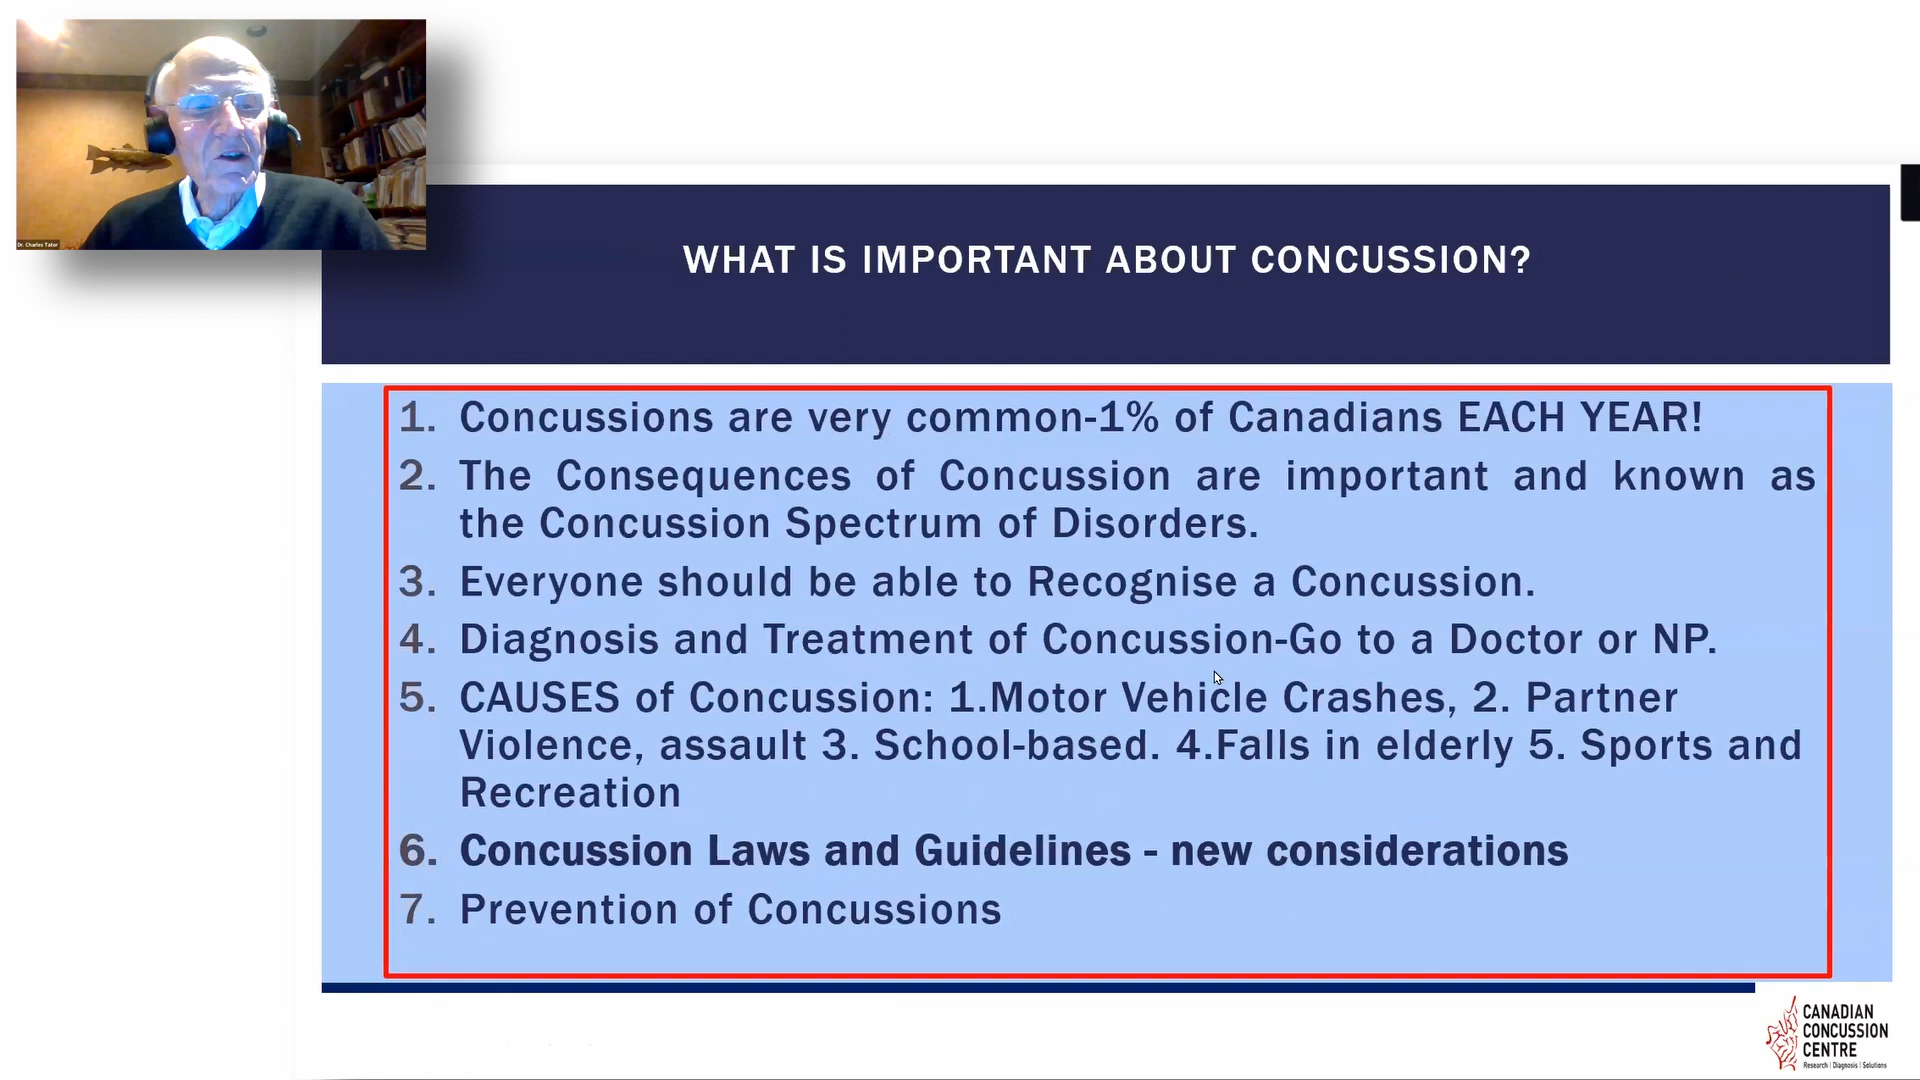 Dr. Charles Tator
WHAT IS IMPORTANT ABOUT CONCUSSION?
1. Concussions are very common-1% of Canadians EACH YEAR!
2. The Consequences of Concussion are important and known as
the Concussion Spectrum of Disorders.
3. Everyone should be able to Recognise a Concussion.
4. Diagnosis and Treatment of Concussion-Go to a Doctor or NP.
5. CAUSES of Concussion: 1.Motor Vehicle Crashes, 2. Partner
Violence, assault 3. School-based. 4.Falls in elderly 5. Sports and
Recreation
6. Concussion Laws and Guidelines - new considerations
7. Prevention of Concussions
CANADIAN
CONCUSSION
CENTRE
Research | Diagnosis | Solutions